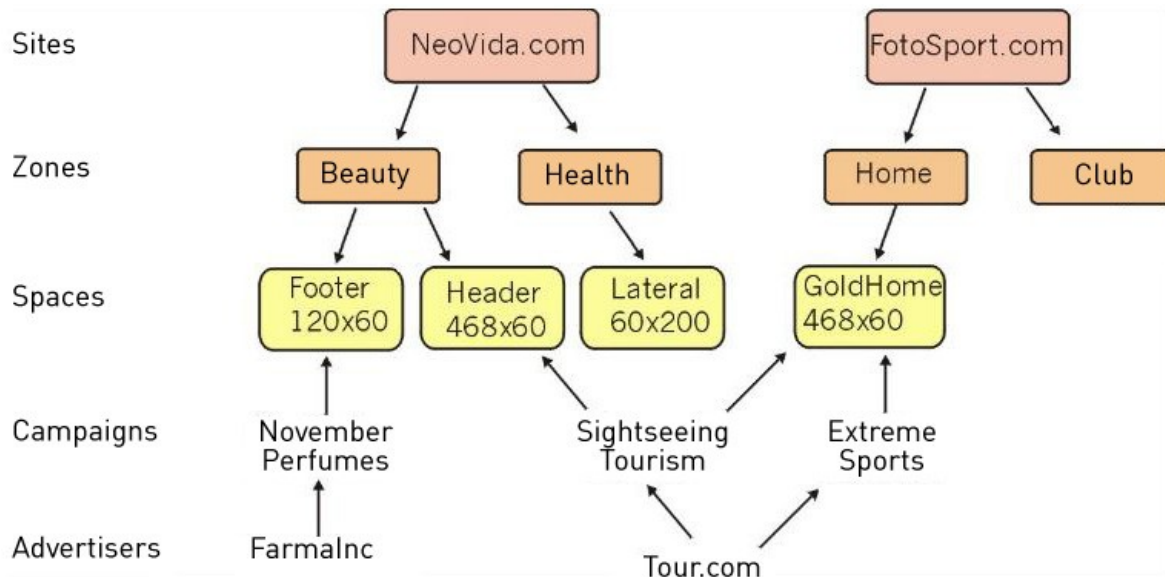 Sites
NeoVida.com
FotoSport.com
Zones
Beauty
Health
Home
Club
Spaces
Footer
120x60
Header
468x60
Lateral
60x200
GoldHome
468x60
Campaigns
November
Perfumes
Sightseeing
Tourism
Extreme
Sports
Advertisers
FarmaInc
Tour.com